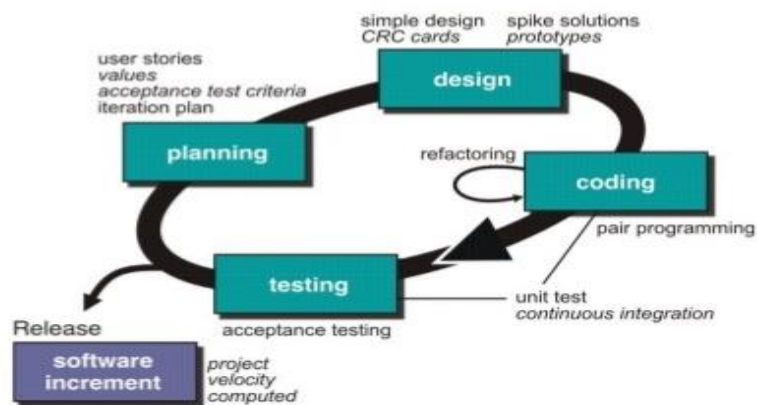 simple design
CRC cards
spike solutions
prototypes
design
user stories
values
acceptance test criteria
iteration plan
planning
refactoring
coding
pair programming
testing
unit test
continuous integration
acceptance testing
Release
software
increment
project
velocity
computed